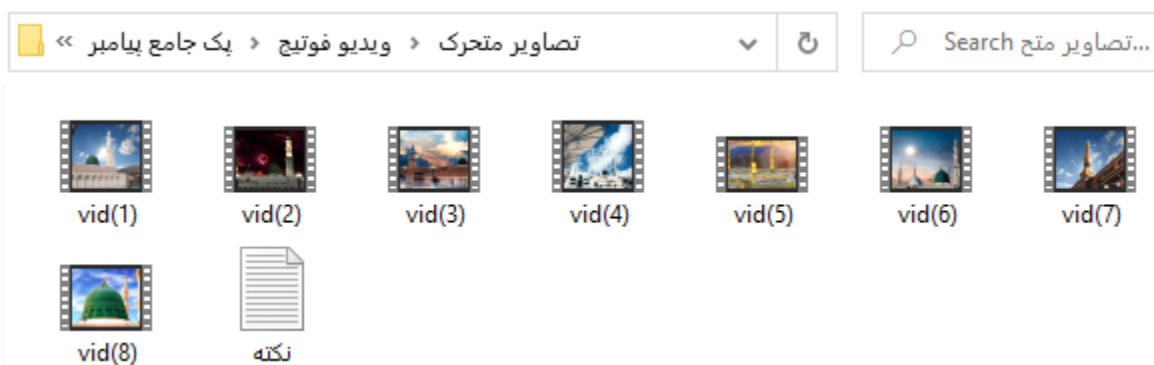 پک جامع پیامبر › ویدیو فوتیج › تصاویر متحرک
Search تصاویر متح...
vid(1) vid(2) vid(3) vid(4) vid(5) vid(6) vid(7)
vid(8) نکته